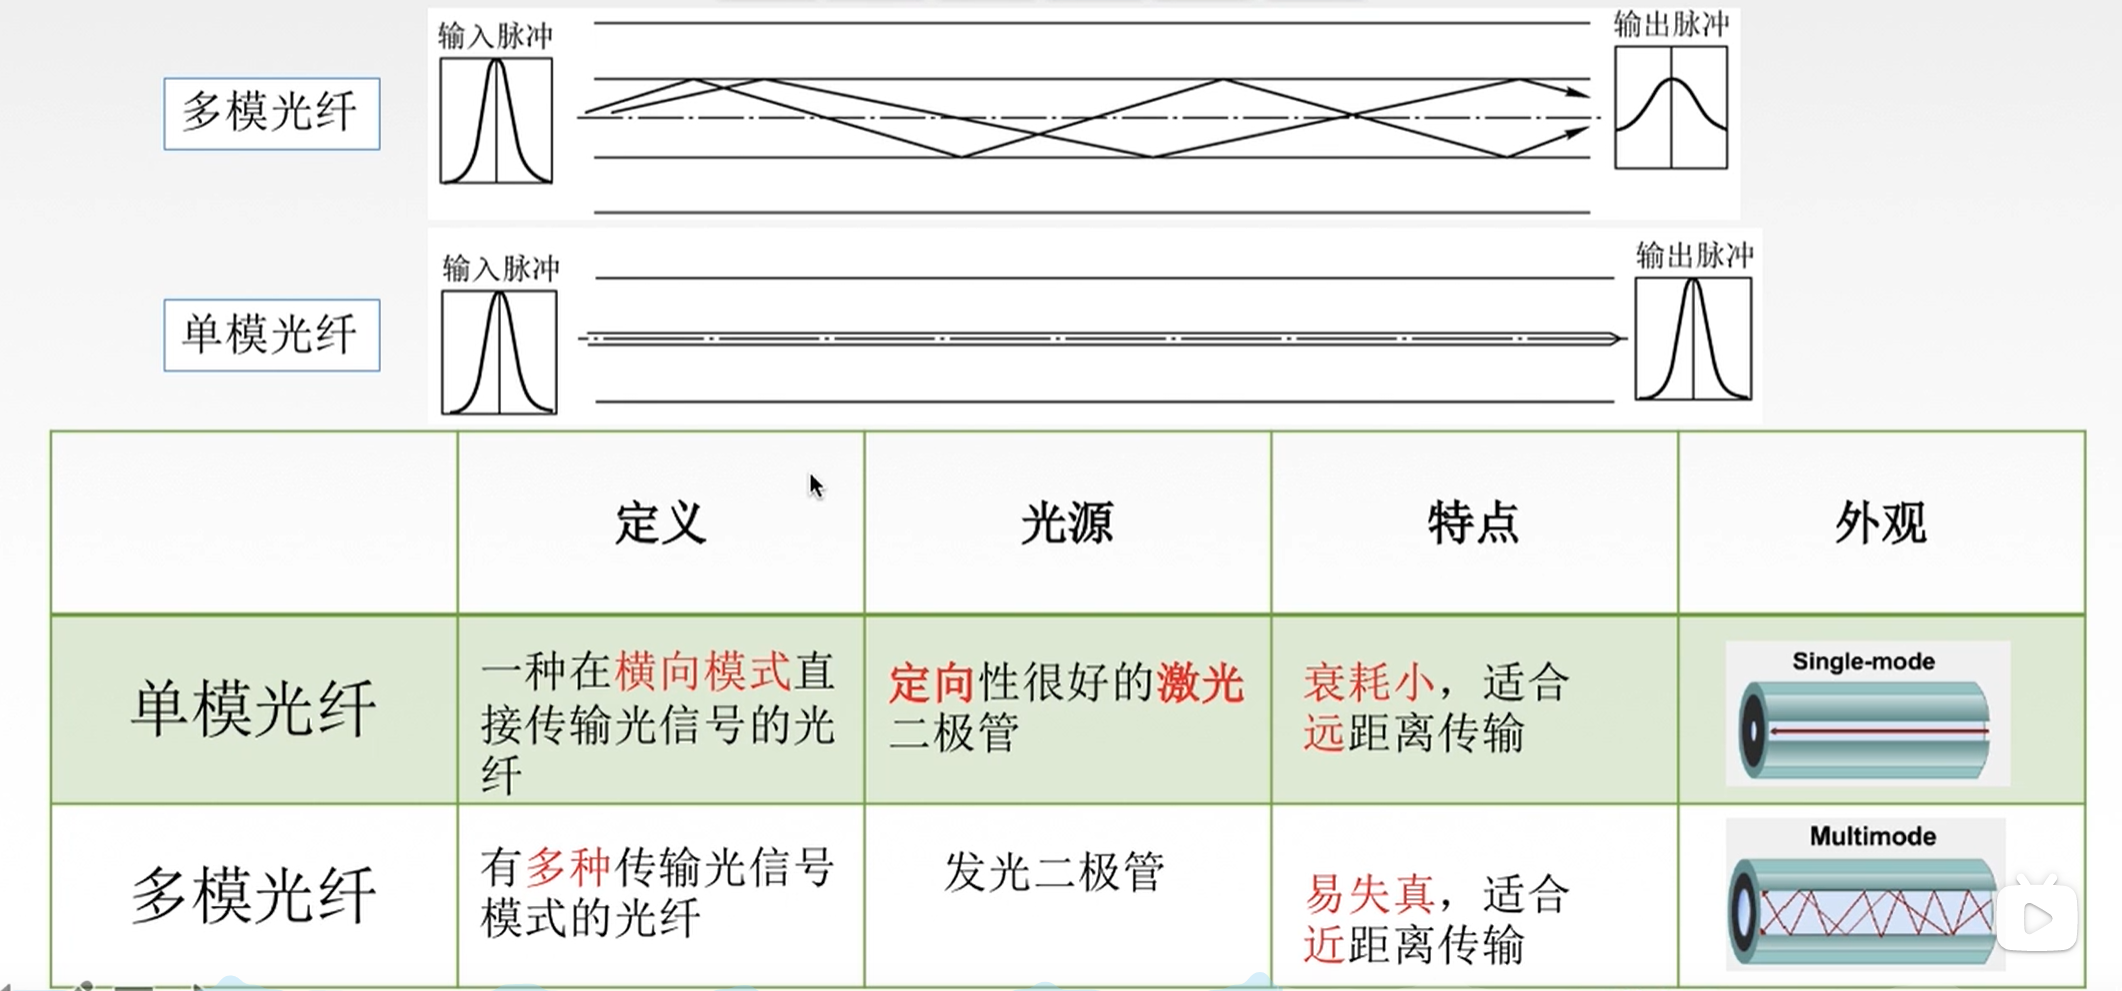 输入脉冲
输出脉冲
多模光纤
输入脉冲
输出脉冲
单模光纤
定义
光源
特点
外观
单模光纤
一种在横向模式直
接传输光信号的光
纤
定向性很好的激光
二极管
衰耗小，适合
远距离传输
Single-mode
多模光纤
有多种传输光信号
模式的光纤
发光二极管
易失真，适合
近距离传输
Multimode